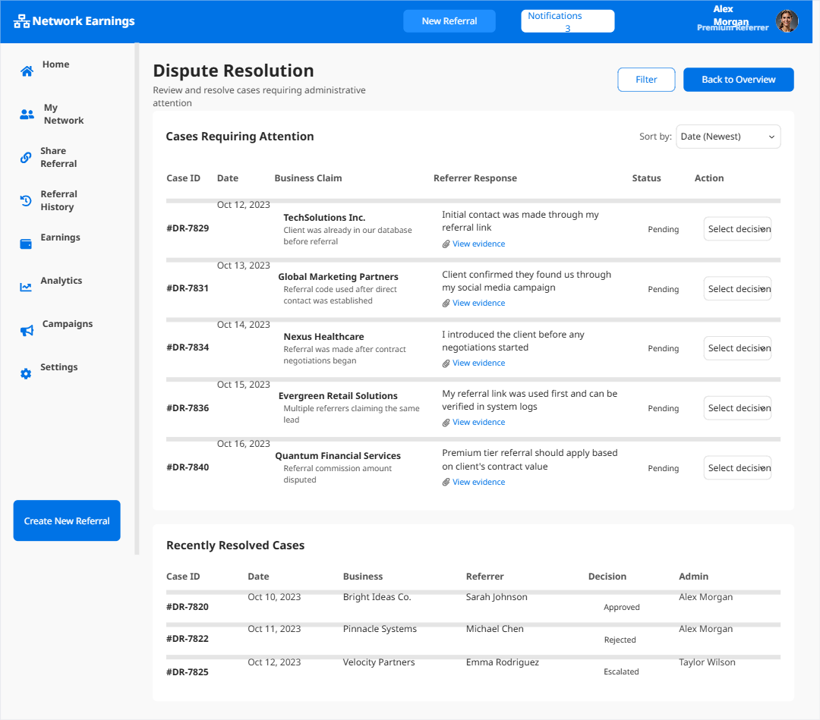 Network Earnings
New Referral
Notifications
3
Alex
Morgan
Premium Referrer
Home
My
Network
Share
Referral
Referral
History
Earnings
Analytics
Campaigns
Settings
Create New Referral
Dispute Resolution
Review and resolve cases requiring administrative
attention
Filter
Back to Overview
Cases Requiring Attention
Sort by:
Date (Newest)
Case ID Date Business Claim Referrer Response Status Action
#DR-7829
Oct 12, 2023
TechSolutions Inc.
Client was already in our database
before referral
Initial contact was made through my
referral link
View evidence
Pending
Select decision
#DR-7831
Oct 13, 2023
Global Marketing Partners
Referral code used after direct
contact was established
Client confirmed they found us through
my social media campaign
View evidence
Pending
Select decision
#DR-7834
Oct 14, 2023
Nexus Healthcare
Referral was made after contract
negotiations began
I introduced the client before any
negotiations started
View evidence
Pending
Select decision
#DR-7836
Oct 15, 2023
Evergreen Retail Solutions
Multiple referrers claiming the same
lead
My referral link was used first and can be
verified in system logs
View evidence
Pending
Select decision
#DR-7840
Oct 16, 2023
Quantum Financial Services
Referral commission amount
disputed
Premium tier referral should apply based
on client's contract value
View evidence
Pending
Select decision
Recently Resolved Cases
Case ID Date Business Referrer Decision Admin
#DR-7820 Oct 10, 2023 Bright Ideas Co. Sarah Johnson Approved Alex Morgan
#DR-7822 Oct 11, 2023 Pinnacle Systems Michael Chen Rejected Alex Morgan
#DR-7825 Oct 12, 2023 Velocity Partners Emma Rodriguez Escalated Taylor Wilson